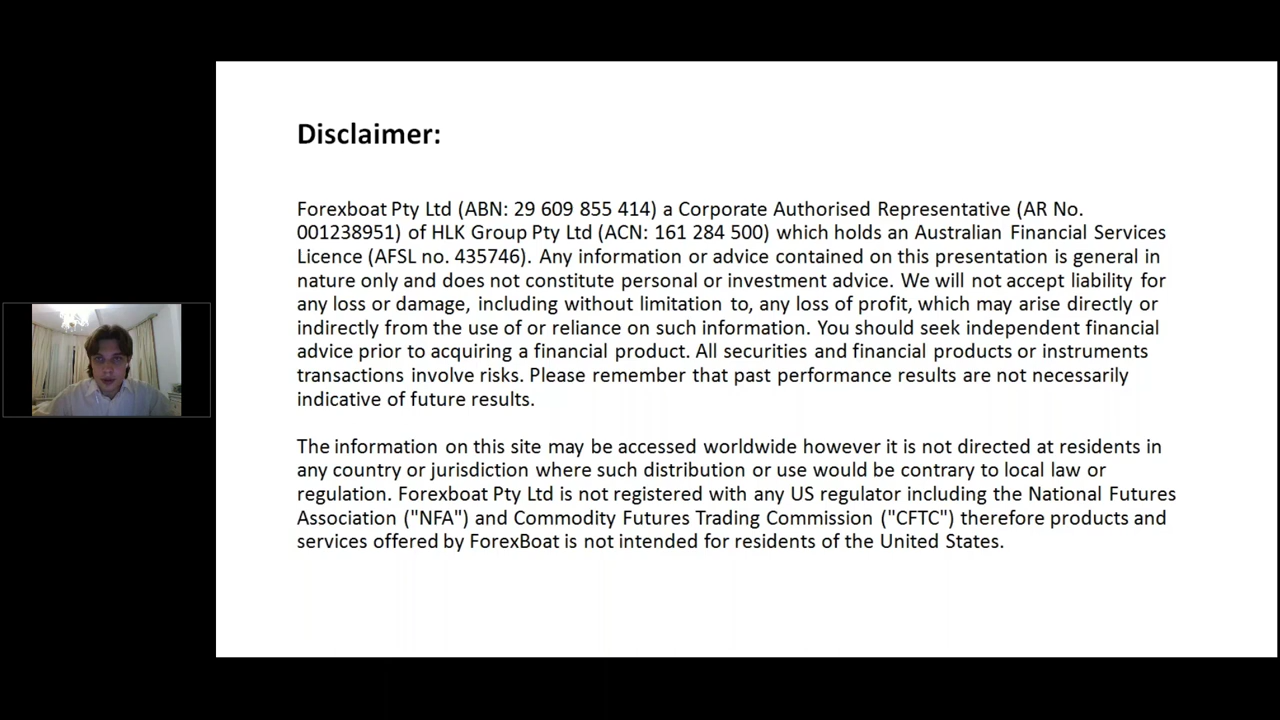 Disclaimer:
Forexboat Pty Ltd (ABN: 29 609 855 414) a Corporate Authorised Representative (AR No.
001238951) of HLK Group Pty Ltd (ACN: 161 284 500) which holds an Australian Financial Services
Licence (AFSL no. 435746). Any information or advice contained on this presentation is general in
nature only and does not constitute personal or investment advice. We will not accept liability for
any loss or damage, including without limitation to, any loss of profit, which may arise directly or
indirectly from the use of or reliance on such information. You should seek independent financial
advice prior to acquiring a financial product. All securities and financial products or instruments
transactions involve risks. Please remember that past performance results are not necessarily
indicative of future results.
The information on this site may be accessed worldwide however it is not directed at residents in
any country or jurisdiction where such distribution or use would be contrary to local law or
regulation. Forexboat Pty Ltd is not registered with any US regulator including the National Futures
Association ("NFA") and Commodity Futures Trading Commission ("CFTC") therefore products and
services offered by ForexBoat is not intended for residents of the United States.